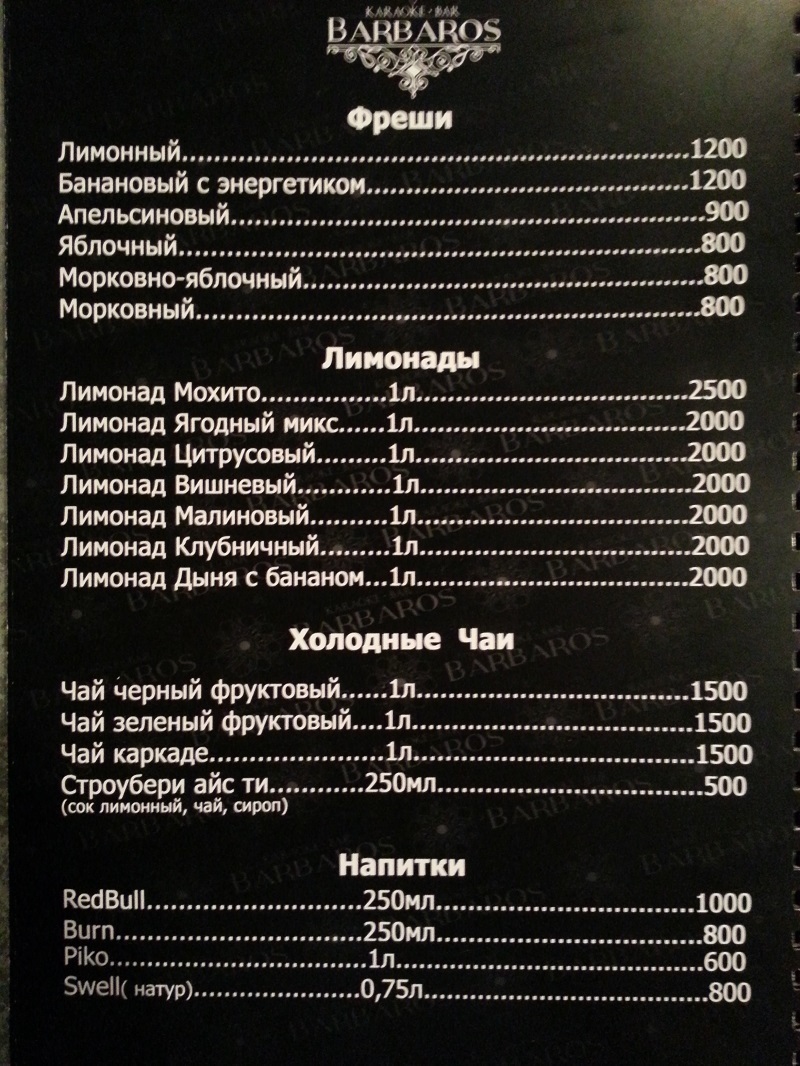 KARAOKE · BAR
BARBAROS
Фреши
Лимонный..........1200
Банановый с энергетиком..........1200
Апельсиновый..........900
Яблочный..........800
Морковно-яблочный..........800
Морковный..........800
Лимонады
Лимонад Мохито..........1л..........2500
Лимонад Ягодный микс......1л..........2000
Лимонад Цитрусовый.........1л..........2000
Лимонад Вишневый............1л..........2000
Лимонад Малиновый..........1л..........2000
Лимонад Клубничный.........1л..........2000
Лимонад Дыня с бананом...1л..........2000
Холодные Чаи
Чай черный фруктовый......1л..........1500
Чай зеленый фруктовый....1л..........1500
Чай каркаде..........1л..........1500
Строубери айс ти............250мл..........500
(сок лимонный, чай, сироп)
Напитки
RedBull..........250мл..........1000
Burn..........250мл..........800
Piko..........1л..........600
Swell( натур)..........0,75л..........800